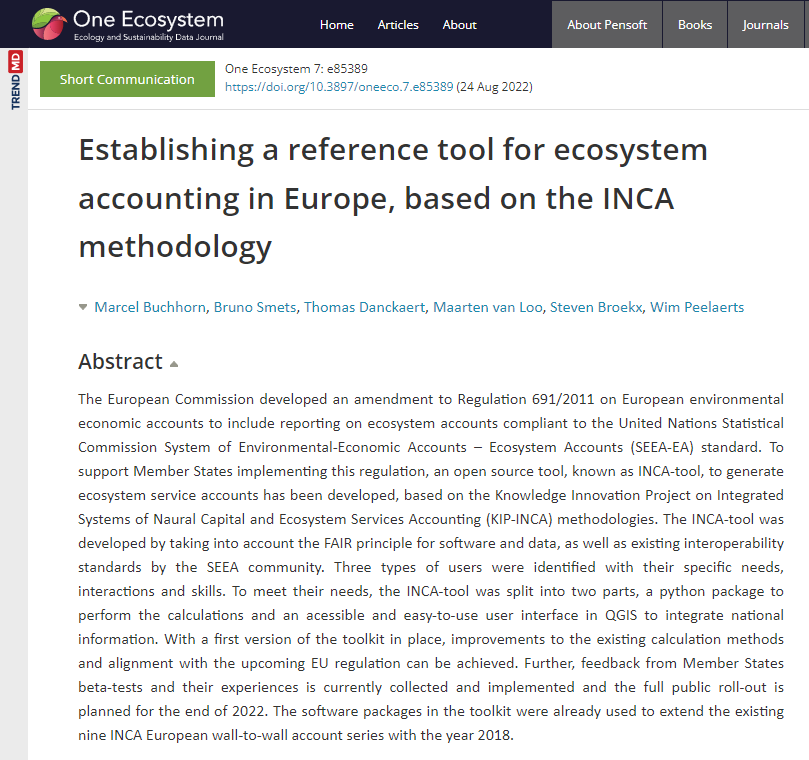 One Ecosystem
Ecology and Sustainability Data Journal
Home Articles About About Pensoft Books Journals
TREND MD
Short Communication
One Ecosystem 7: e85389
https://doi.org/10.3897/oneeco.7.e85389 (24 Aug 2022)
Establishing a reference tool for ecosystem
accounting in Europe, based on the INCA
methodology
Marcel Buchhorn, Bruno Smets, Thomas Danckaert, Maarten van Loo, Steven Broekx, Wim Peelaerts
Abstract
The European Commission developed an amendment to Regulation 691/2011 on European environmental
economic accounts to include reporting on ecosystem accounts compliant to the United Nations Statistical
Commission System of Environmental-Economic Accounts – Ecosystem Accounts (SEEA-EA) standard. To
support Member States implementing this regulation, an open source tool, known as INCA-tool, to generate
ecosystem service accounts has been developed, based on the Knowledge Innovation Project on Integrated
Systems of Naural Capital and Ecosystem Services Accounting (KIP-INCA) methodologies. The INCA-tool was
developed by taking into account the FAIR principle for software and data, as well as existing interoperability
standards by the SEEA community. Three types of users were identified with their specific needs,
interactions and skills. To meet their needs, the INCA-tool was split into two parts, a python package to
perform the calculations and an acessible and easy-to-use user interface in QGIS to integrate national
information. With a first version of the toolkit in place, improvements to the existing calculation methods
and alignment with the upcoming EU regulation can be achieved. Further, feedback from Member States
beta-tests and their experiences is currently collected and implemented and the full public roll-out is
planned for the end of 2022. The software packages in the toolkit were already used to extend the existing
nine INCA European wall-to-wall account series with the year 2018.